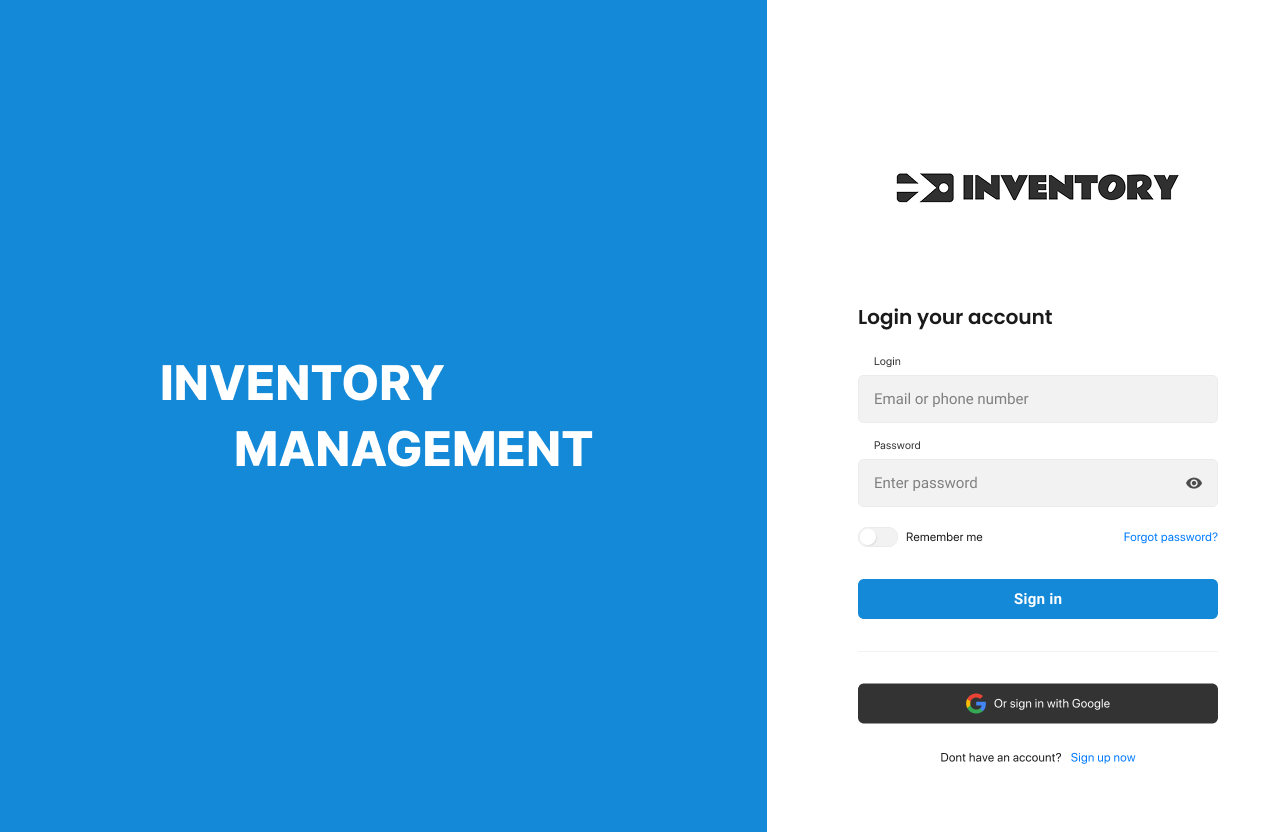 INVENTORY
MANAGEMENT
INVENTORY
Login your account
Login
Email or phone number
Password
Enter password
Remember me
Forgot password?
Sign in
Or sign in with Google
Dont have an account? Sign up now